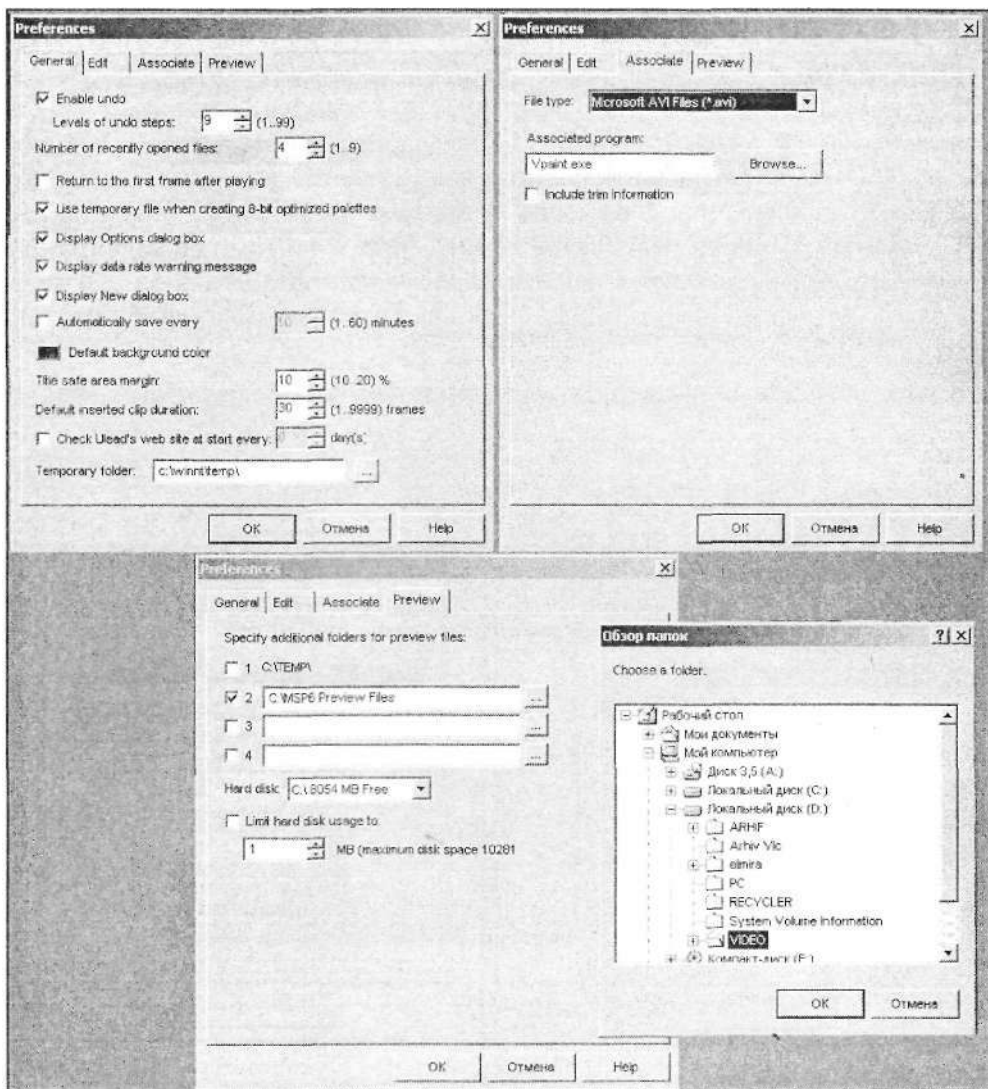 Preferences
General Edit Associate Preview
Enable undo
Levels of undo steps: 9 (1..99)
Number of recently opened files: 4 (1..9)
Return to the first frame after playing
Use temporary file when creating 8-bit optimized palettes
Display Options dialog box
Display data rate warning message
Display New dialog box
Automatically save every 10 (1..60) minutes
Default background color
Title safe area margin: 10 (10..20) %
Default inserted clip duration: 30 (1..9999) frames
Check Ulead's web site at start every: day(s)
Temporary folder: c:\winnt\temp\ ...
OK Отмена Help
Preferences
General Edit Associate Preview
File type: Microsoft AVI Files (*.avi)
Associated program:
Vpaint.exe Browse...
Include trim information
OK Отмена Help
Preferences
General Edit Associate Preview
Specify additional folders for preview files:
1 C:\TEMP\
2 C:\MSP6 Preview Files ...
3 ...
4 ...
Hard disk: C:\ 8054 MB Free
Limit hard disk usage to
1 MB (maximum disk space 10281
OK Отмена Help
Обзор папок
Choose a folder.
Рабочий стол
Мои документы
Мой компьютер
Диск 3,5 (A:)
Локальный диск (C:)
Локальный диск (D:)
ARHIF
Arhiv Vic
elmira
PC
RECYCLER
System Volume Information
VIDEO
Компакт-диск (E:)
OK Отмена